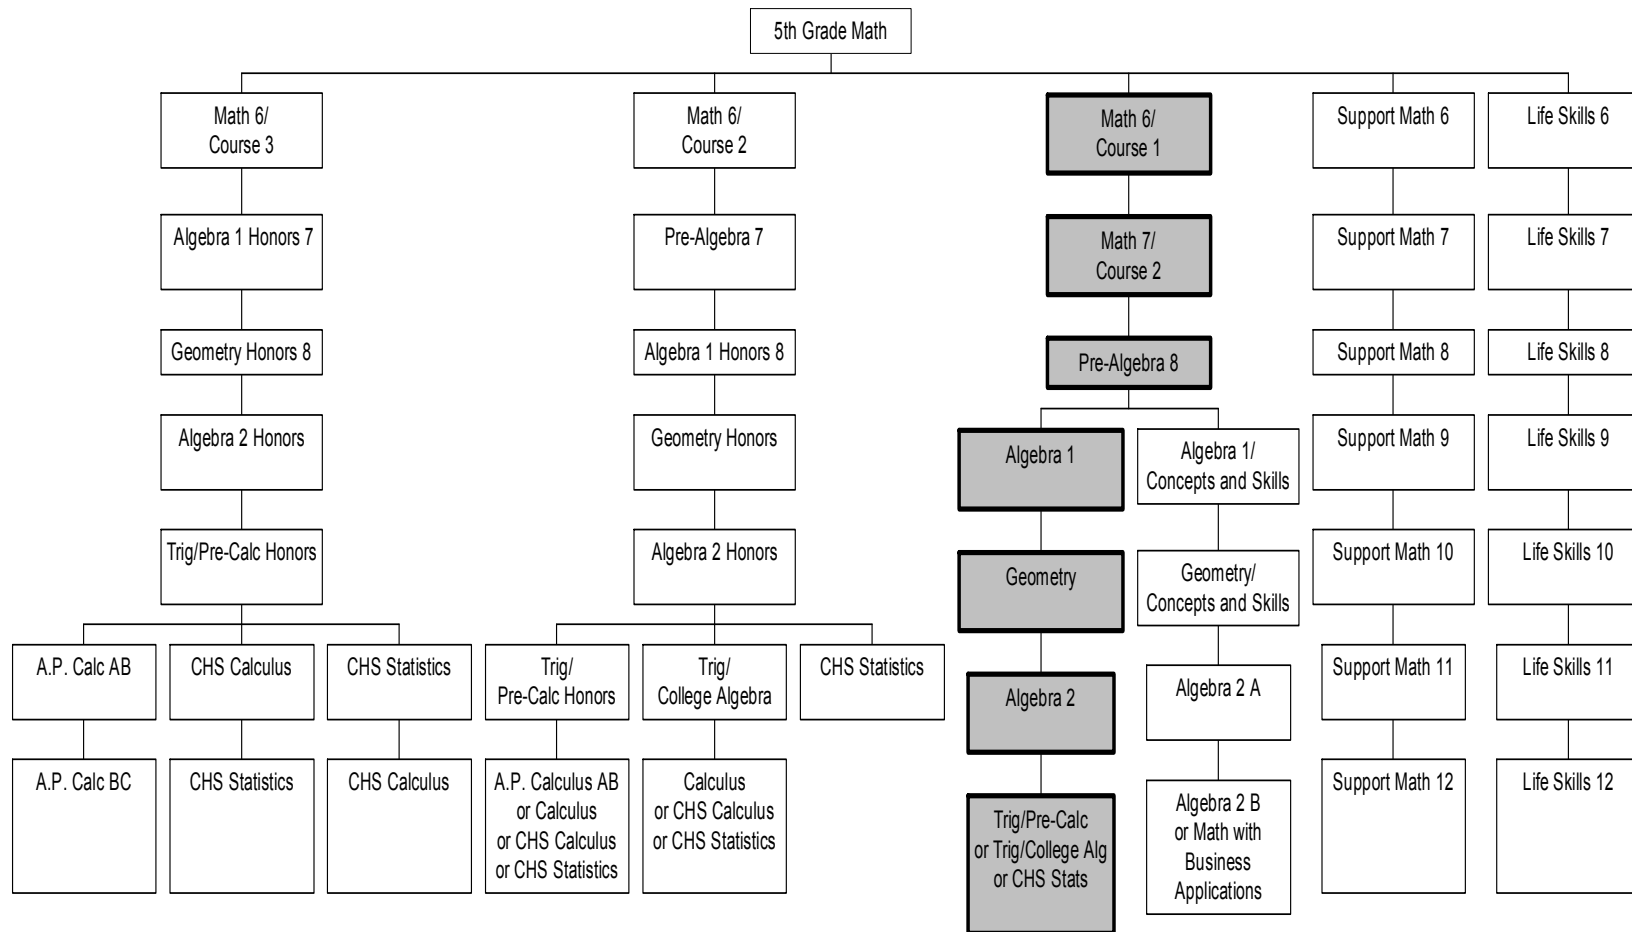 5th Grade Math
Math 6/
Course 3
Math 6/
Course 2
Math 6/
Course 1
Support Math 6
Life Skills 6
Algebra 1 Honors 7
Pre-Algebra 7
Math 7/
Course 2
Support Math 7
Life Skills 7
Geometry Honors 8
Algebra 1 Honors 8
Pre-Algebra 8
Support Math 8
Life Skills 8
Algebra 2 Honors
Geometry Honors
Algebra 1
Algebra 1/
Concepts and Skills
Support Math 9
Life Skills 9
Trig/Pre-Calc Honors
Algebra 2 Honors
Geometry
Geometry/
Concepts and Skills
Support Math 10
Life Skills 10
A.P. Calc AB
CHS Calculus
CHS Statistics
Trig/
Pre-Calc Honors
Trig/
College Algebra
CHS Statistics
Algebra 2
Algebra 2 A
Support Math 11
Life Skills 11
A.P. Calc BC
CHS Statistics
CHS Calculus
A.P. Calculus AB
or Calculus
or CHS Calculus
or CHS Statistics
Calculus
or CHS Calculus
or CHS Statistics
Trig/Pre-Calc
or Trig/College Alg
or CHS Stats
Algebra 2 B
or Math with
Business
Applications
Support Math 12
Life Skills 12